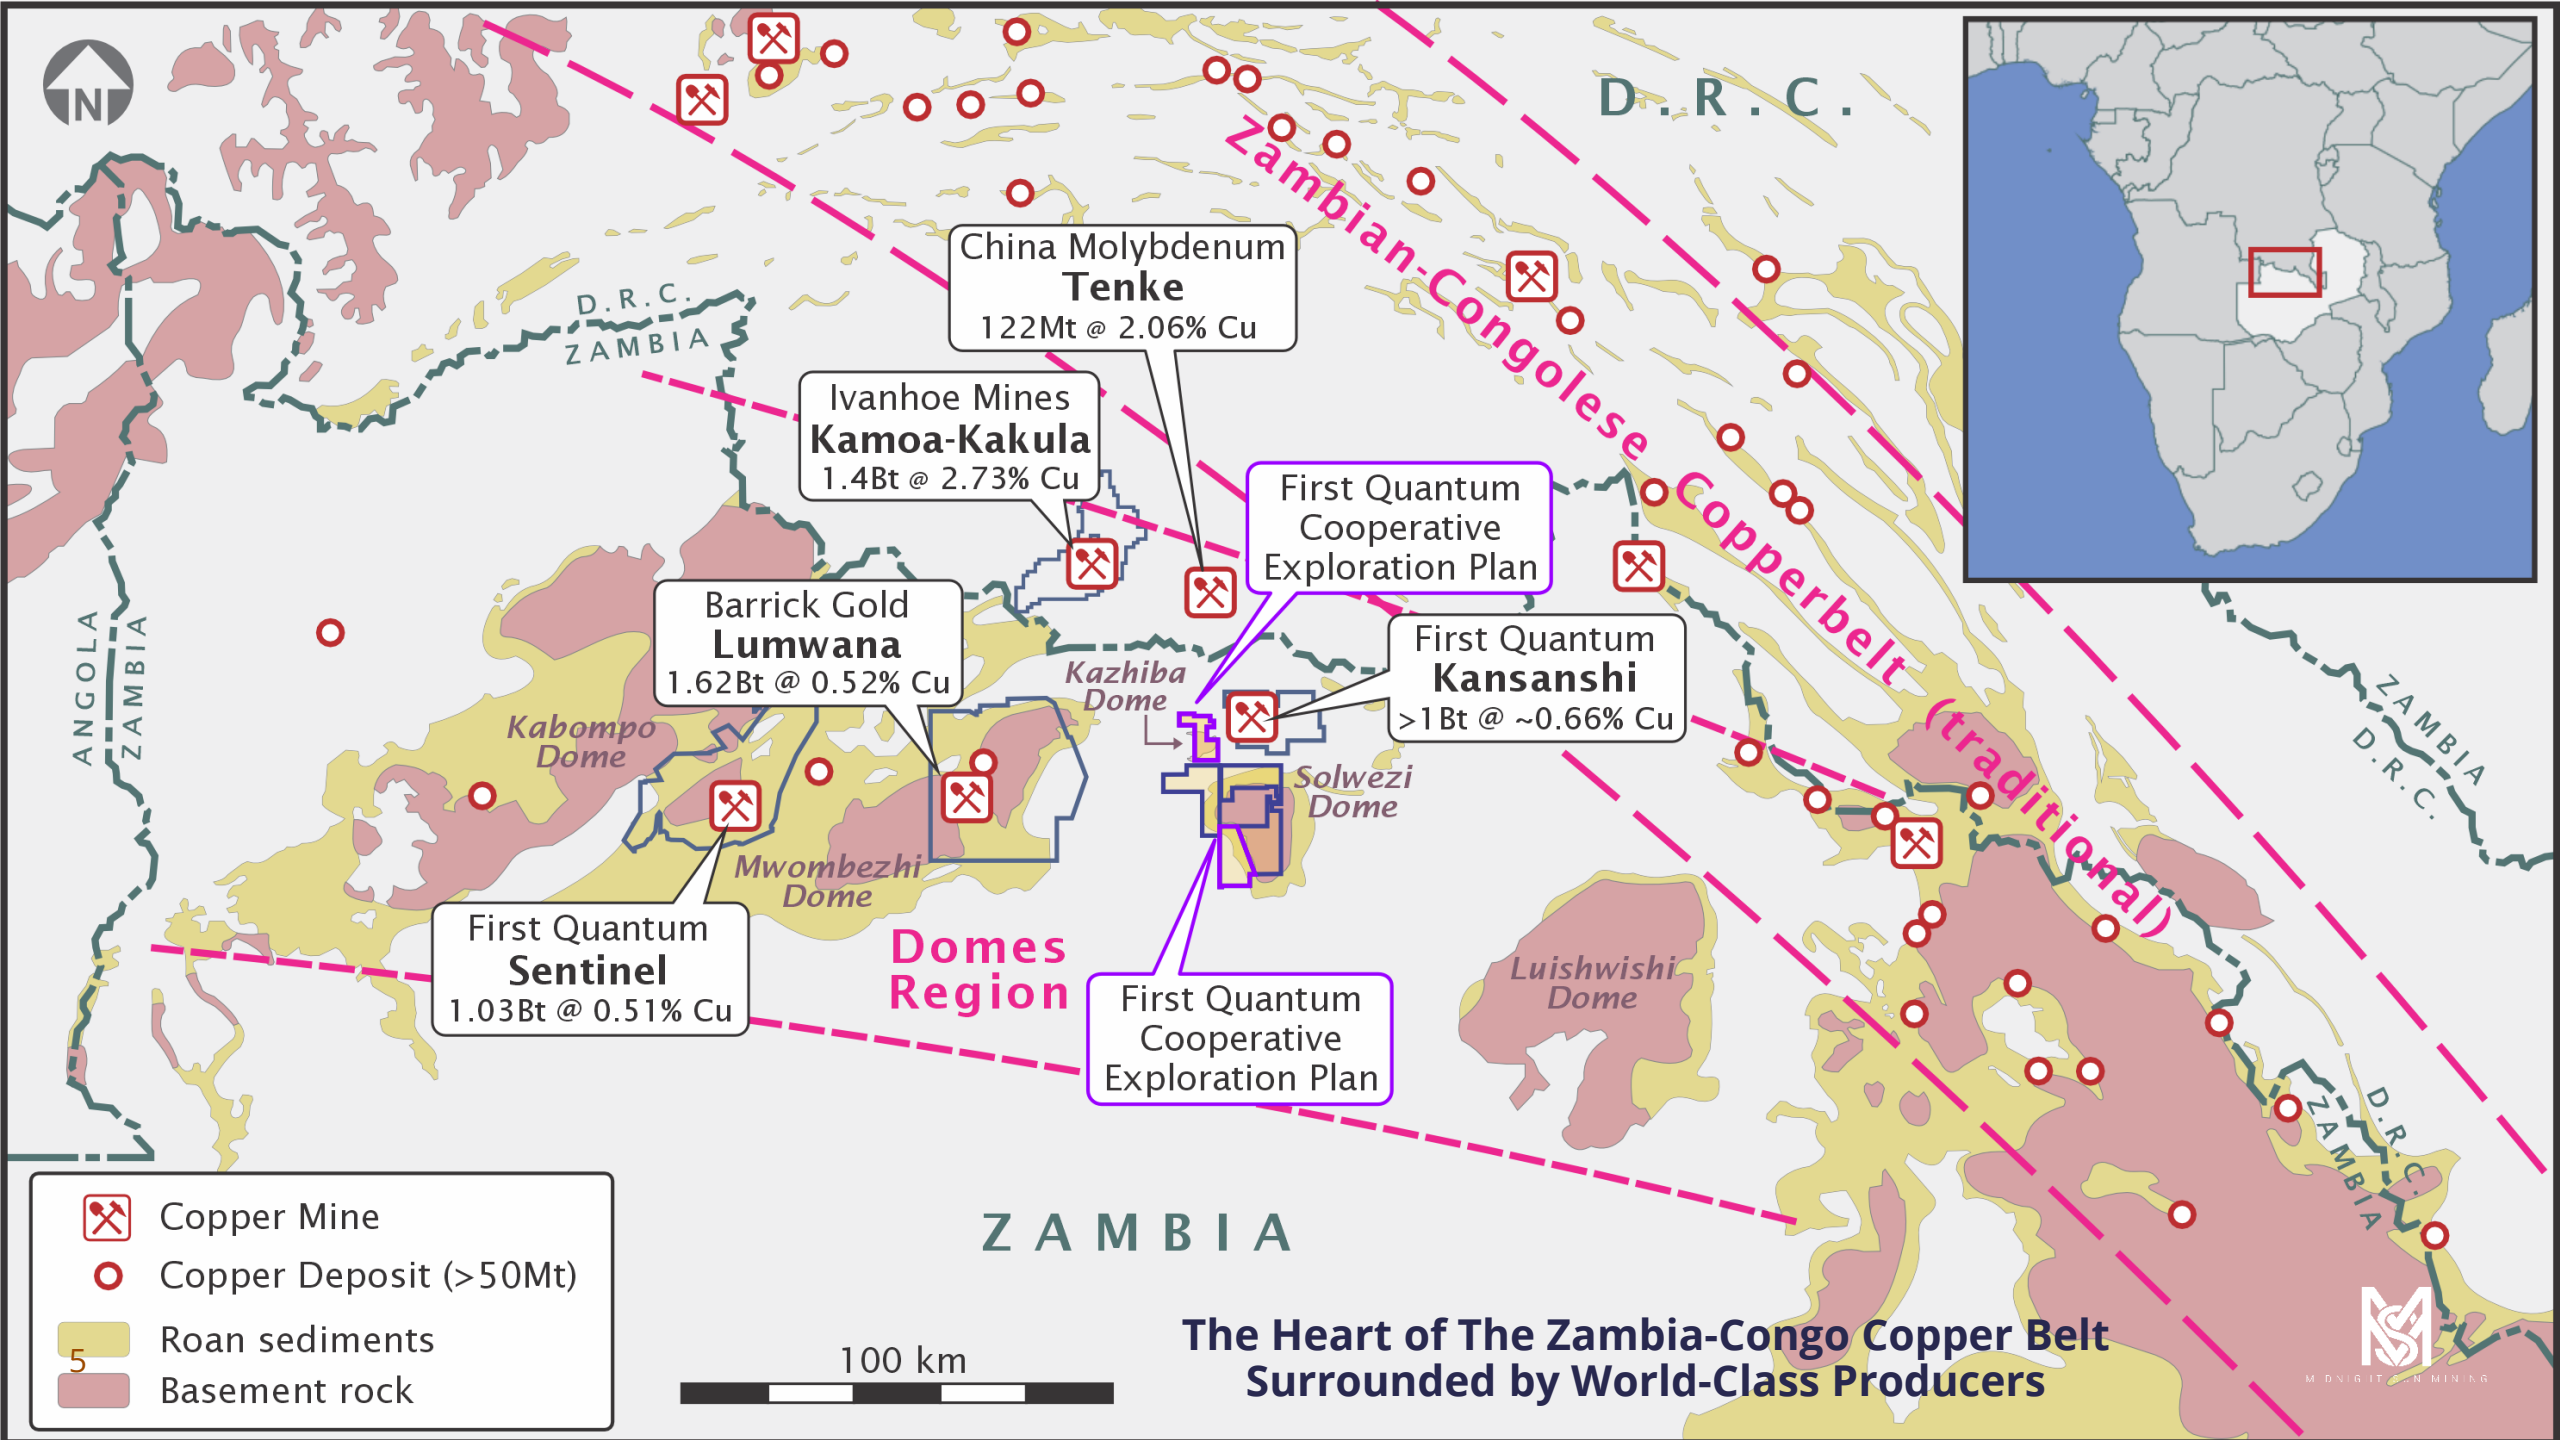 N
D.R.C.
Zambian-Congolese Copperbelt (traditional)
China Molybdenum
Tenke
122Mt @ 2.06% Cu
D.R.C.
ZAMBIA
Ivanhoe Mines
Kamoa-Kakula
1.4Bt @ 2.73% Cu
First Quantum
Cooperative
Exploration Plan
Barrick Gold
Lumwana
1.62Bt @ 0.52% Cu
First Quantum
Kansanshi
>1Bt @ ~0.66% Cu
Kazhiba
Dome
ANGOLA
ZAMBIA
Kabompo
Dome
Solwezi
Dome
ZAMBIA
D.R.C.
Mwombezhi
Dome
First Quantum
Sentinel
1.03Bt @ 0.51% Cu
Domes
Region
Luishwishi
Dome
First Quantum
Cooperative
Exploration Plan
D.R.C.
ZAMBIA
ZAMBIA
Copper Mine
Copper Deposit (>50Mt)
Roan sediments
5
Basement rock
100 km
The Heart of The Zambia-Congo Copper Belt
Surrounded by World-Class Producers
MIDNIGHT SUN MINING